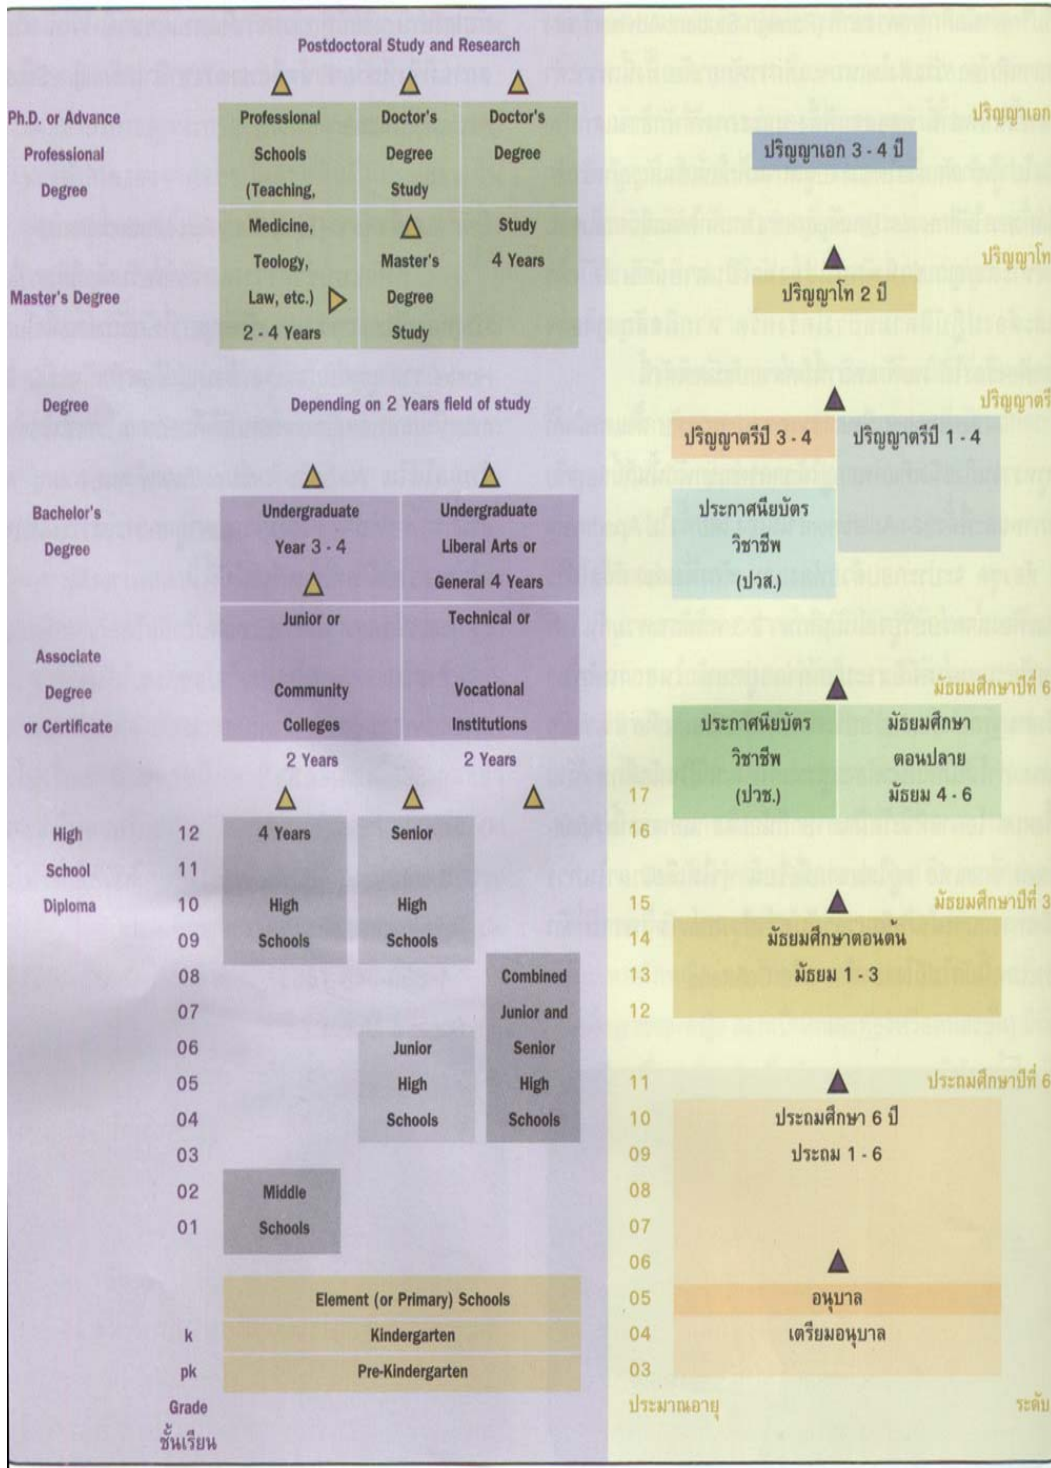 Postdoctoral Study and Research
Ph.D. or Advance Professional Doctor's Doctor's
Professional Schools Degree Degree
Degree (Teaching, Study
Medicine, Study
Teology, Master's 4 Years
Master's Degree Law, etc.) Degree
2 - 4 Years Study
Degree Depending on 2 Years field of study
Bachelor's Undergraduate Undergraduate
Degree Year 3 - 4 Liberal Arts or
General 4 Years
Junior or Technical or
Associate
Degree Community Vocational
or Certificate Colleges Institutions
2 Years 2 Years
High 12 4 Years Senior
School 11
Diploma 10 High High
09 Schools Schools
08 Combined
07 Junior and
06 Junior Senior
05 High High
04 Schools Schools
03
02 Middle
01 Schools
Element (or Primary) Schools
k Kindergarten
pk Pre-Kindergarten
Grade
ชั้นเรียน
ปริญญาเอก
ปริญญาเอก 3 - 4 ปี
ปริญญาโท
ปริญญาโท 2 ปี
ปริญญาตรี
ปริญญาตรีปี 3 - 4 ปริญญาตรีปี 1 - 4
ประกาศนียบัตร
วิชาชีพ
(ปวส.)
มัธยมศึกษาปีที่ 6
ประกาศนียบัตร มัธยมศึกษา
วิชาชีพ ตอนปลาย
17 (ปวช.) มัธยม 4 - 6
16
15 มัธยมศึกษาปีที่ 3
14 มัธยมศึกษาตอนต้น
13 มัธยม 1 - 3
12
11 ประถมศึกษาปีที่ 6
10 ประถมศึกษา 6 ปี
09 ประถม 1 - 6
08
07
06
05 อนุบาล
04 เตรียมอนุบาล
03
ประมาณอายุ ระดับ